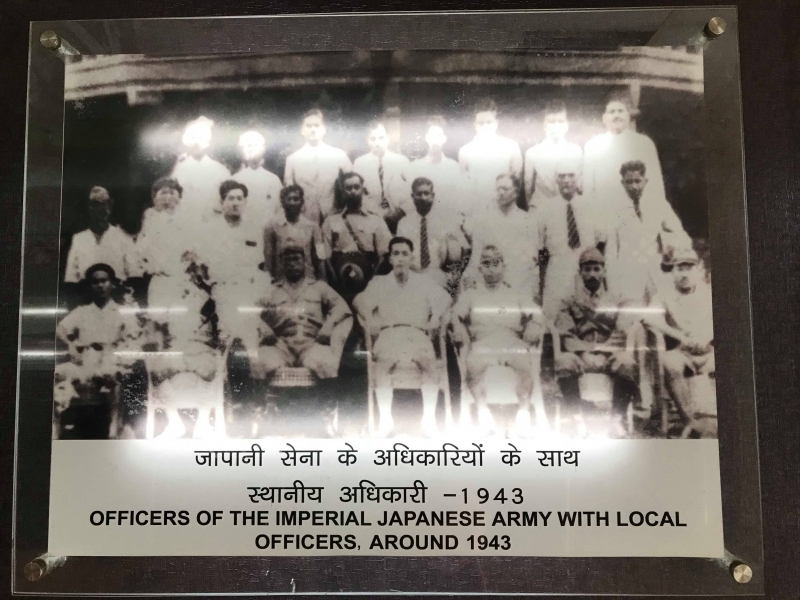 जापानी सेना के अधिकारियों के साथ
स्थानीय अधिकारी -1943
OFFICERS OF THE IMPERIAL JAPANESE ARMY WITH LOCAL
OFFICERS, AROUND 1943